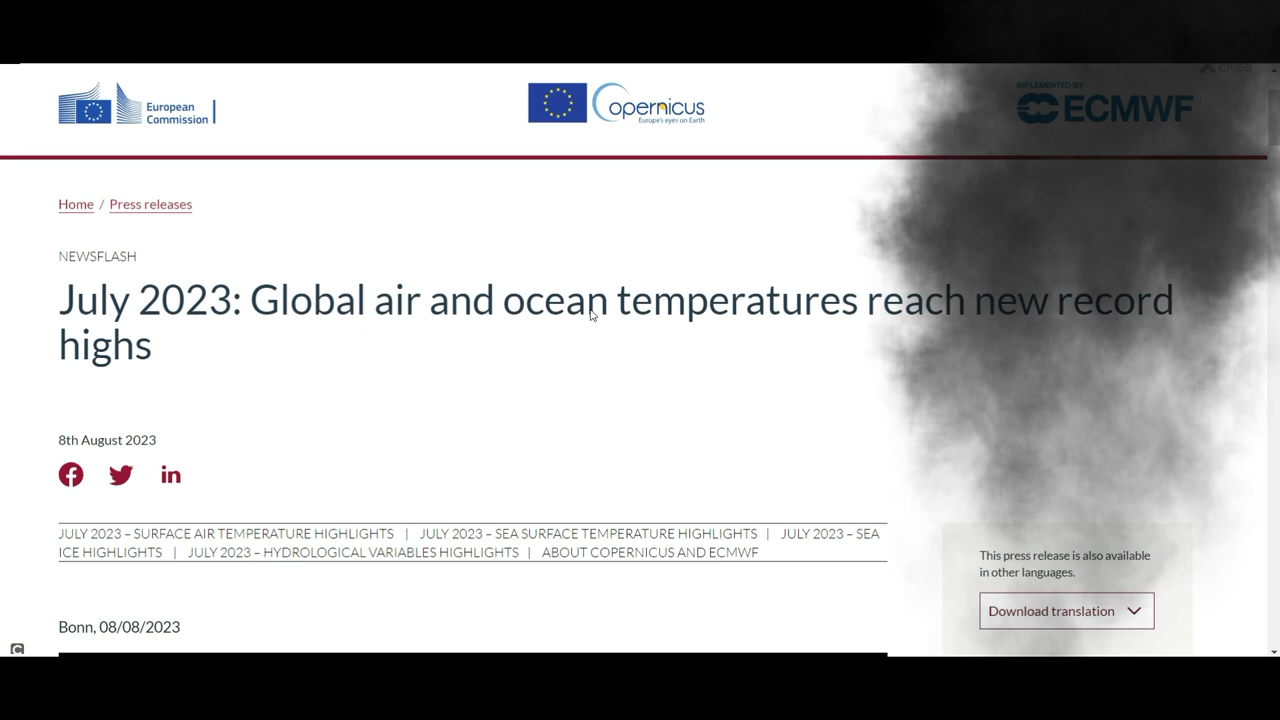 close
European
Commission
opernicus
Europe's eyes on Earth
IMPLEMENTED BY
ECMWF
Home / Press releases
NEWSFLASH
July 2023: Global air and ocean temperatures reach new record
highs
8th August 2023
JULY 2023 – SURFACE AIR TEMPERATURE HIGHLIGHTS | JULY 2023 – SEA SURFACE TEMPERATURE HIGHLIGHTS | JULY 2023 – SEA
ICE HIGHLIGHTS | JULY 2023 – HYDROLOGICAL VARIABLES HIGHLIGHTS | ABOUT COPERNICUS AND ECMWF
This press release is also available
in other languages.
Download translation
Bonn, 08/08/2023